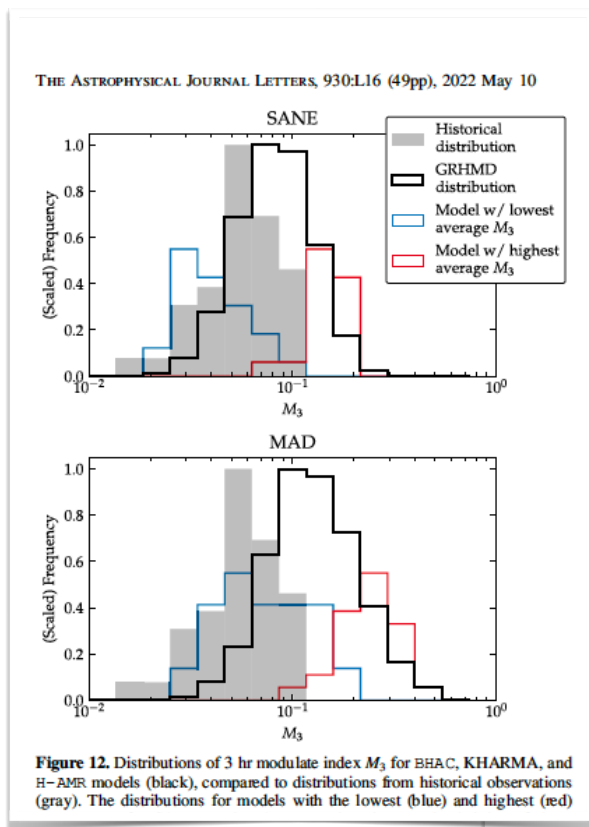 THE ASTROPHYSICAL JOURNAL LETTERS, 930:L16 (49pp), 2022 May 10
SANE
Historical
distribution
GRHMD
distribution
Model w/ lowest
average M₃
Model w/ highest
average M₃
(Scaled) Frequency
1.0
0.8
0.6
0.4
0.2
0.0
10⁻²
10⁻¹
10⁰
M₃
MAD
(Scaled) Frequency
1.0
0.8
0.6
0.4
0.2
0.0
10⁻²
10⁻¹
10⁰
M₃
Figure 12. Distributions of 3 hr modulate index M₃ for BHAC, KHARMA, and
H-AMR models (black), compared to distributions from historical observations
(gray). The distributions for models with the lowest (blue) and highest (red)